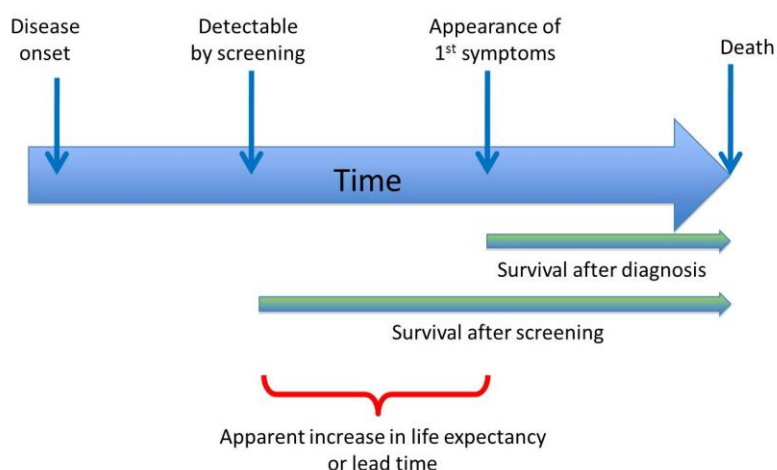 Disease
onset
Detectable
by screening
Appearance of
1st symptoms
Death
Time
Survival after diagnosis
Survival after screening
Apparent increase in life expectancy
or lead time